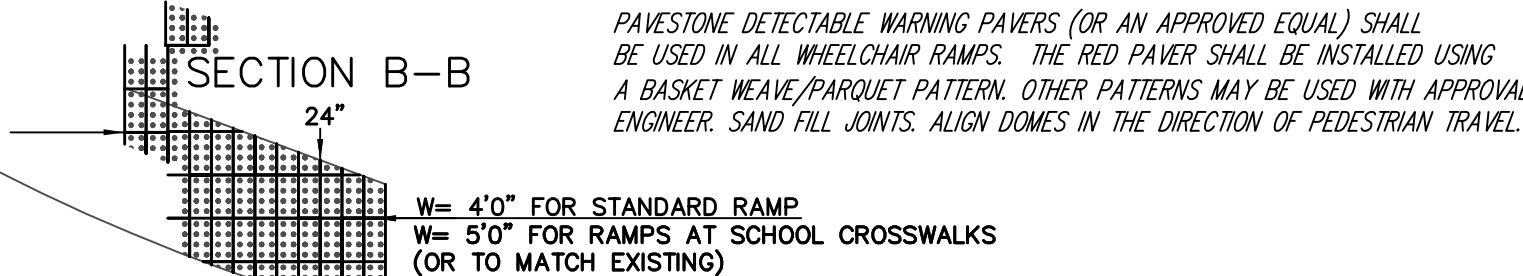 PAVESTONE DETECTABLE WARNING PAVERS (OR AN APPROVED EQUAL) SHALL
BE USED IN ALL WHEELCHAIR RAMPS. THE RED PAVER SHALL BE INSTALLED USING
A BASKET WEAVE/PARQUET PATTERN. OTHER PATTERNS MAY BE USED WITH APPROVAL
ENGINEER. SAND FILL JOINTS. ALIGN DOMES IN THE DIRECTION OF PEDESTRIAN TRAVEL.
SECTION B-B
24"
W= 4'0" FOR STANDARD RAMP
W= 5'0" FOR RAMPS AT SCHOOL CROSSWALKS
(OR TO MATCH EXISTING)